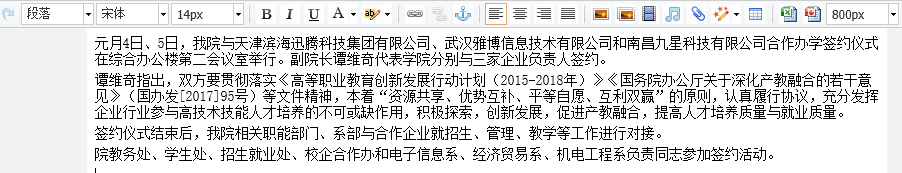 段落 宋体 14px B I U A ab 800px
元月4日、5日，我院与天津滨海迅腾科技集团有限公司、武汉雅博信息技术有限公司和南昌九星科技有限公司合作办学签约仪式
在综合办公楼第二会议室举行。副院长谭维奇代表学院分别与三家企业负责人签约。
谭维奇指出，双方要贯彻落实《高等职业教育创新发展行动计划（2015-2018年）》《国务院办公厅关于深化产教融合的若干意
见》（国办发[2017]95号）等文件精神，本着“资源共享、优势互补、平等自愿、互利双赢”的原则，认真履行协议，充分发挥
企业行业参与高技术技能人才培养的不可或缺作用，积极探索，创新发展，促进产教融合，提高人才培养质量与就业质量。
签约仪式结束后，我院相关职能部门、系部与合作企业就招生、管理、教学等工作进行对接。
院教务处、学生处、招生就业处、校企合作办和电子信息系、经济贸易系、机电工程系负责同志参加签约活动。